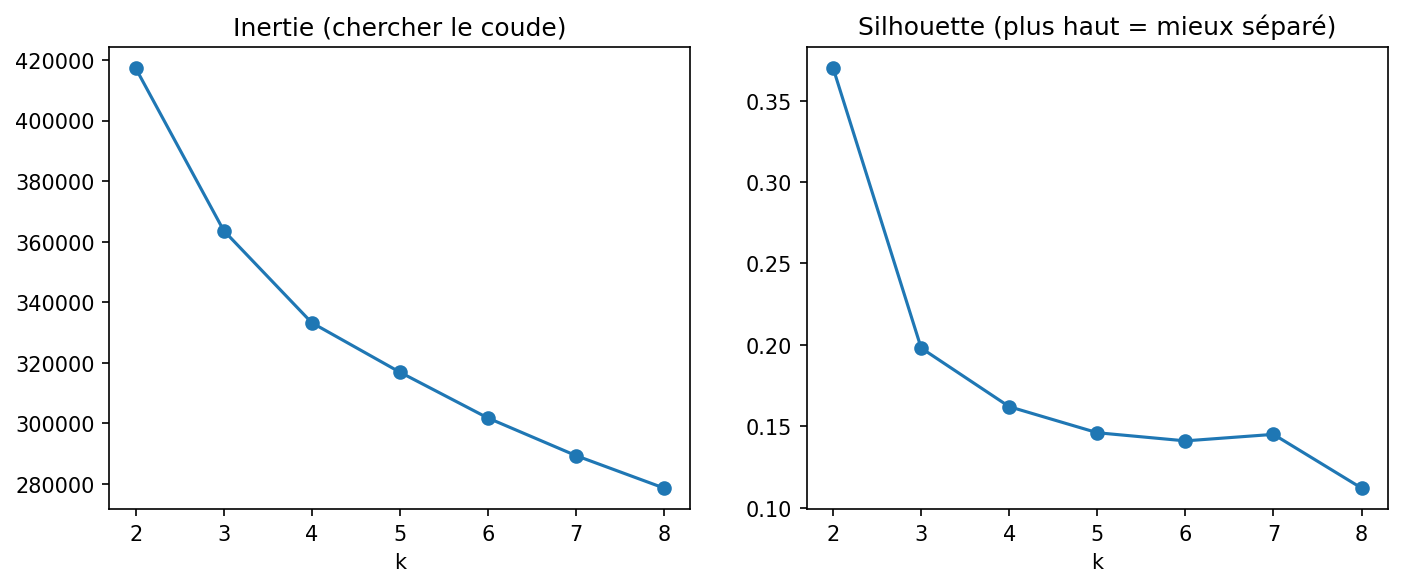 Inertie (chercher le coude)
420000
400000
380000
360000
340000
320000
300000
280000
2 3 4 5 6 7 8
k
Silhouette (plus haut = mieux séparé)
0.35
0.30
0.25
0.20
0.15
0.10
2 3 4 5 6 7 8
k